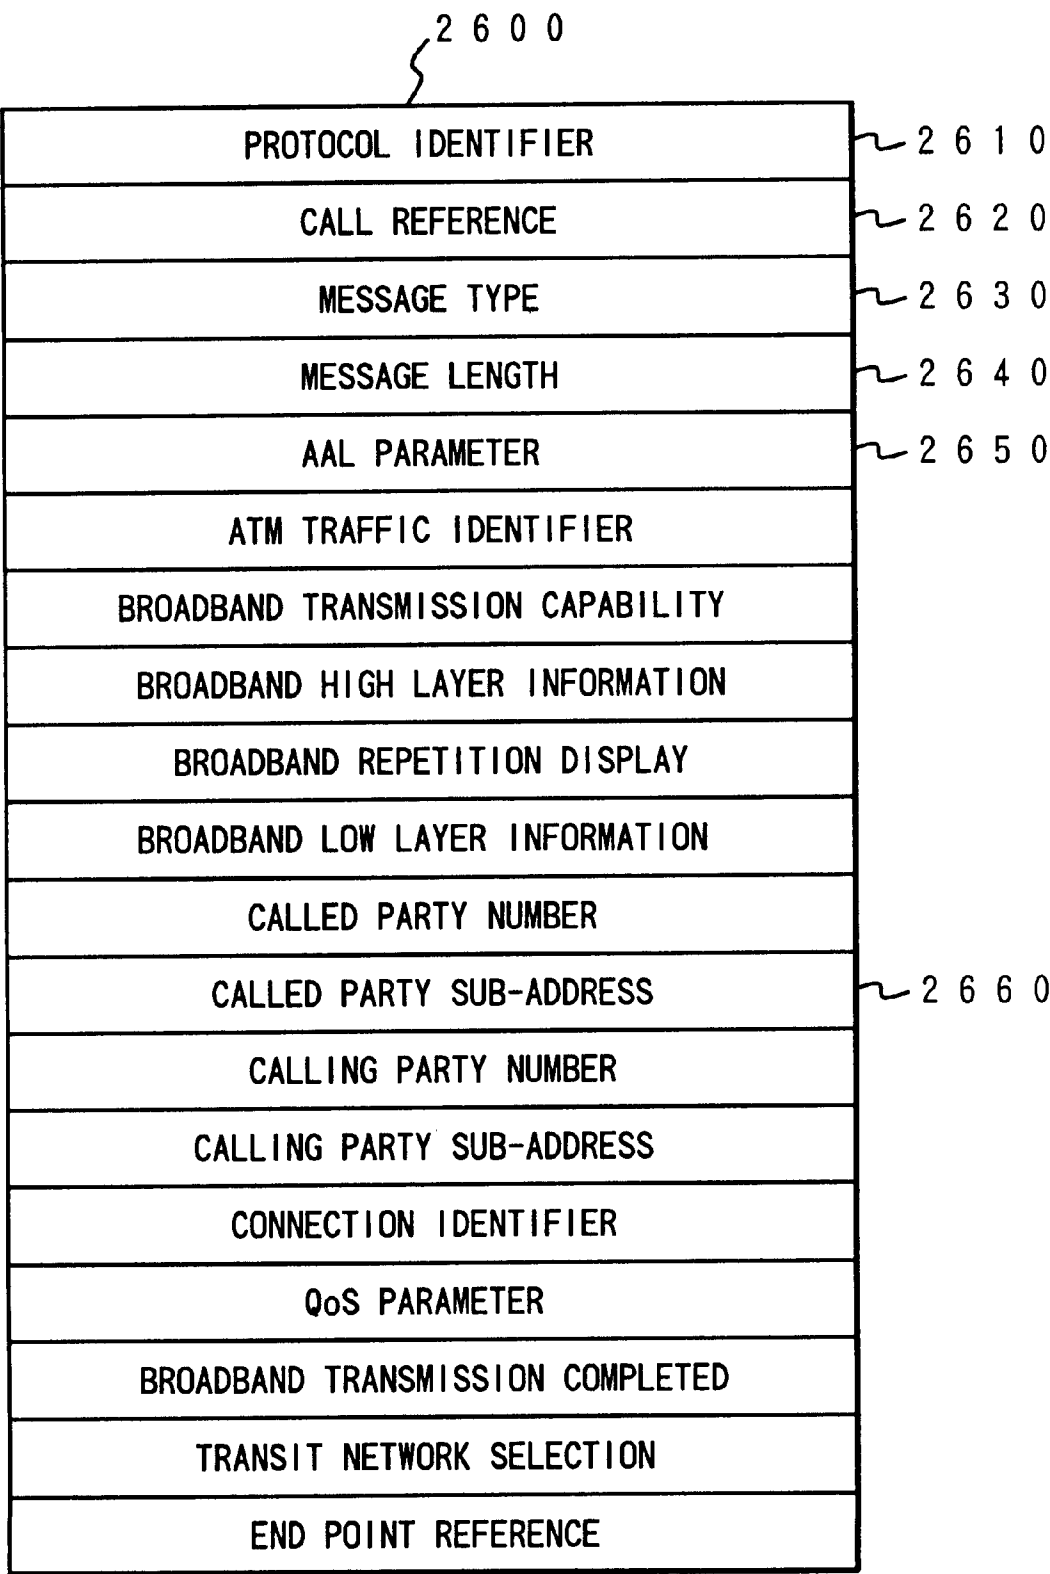 2600
PROTOCOL IDENTIFIER 2610
CALL REFERENCE 2620
MESSAGE TYPE 2630
MESSAGE LENGTH 2640
AAL PARAMETER 2650
ATM TRAFFIC IDENTIFIER
BROADBAND TRANSMISSION CAPABILITY
BROADBAND HIGH LAYER INFORMATION
BROADBAND REPETITION DISPLAY
BROADBAND LOW LAYER INFORMATION
CALLED PARTY NUMBER
CALLED PARTY SUB-ADDRESS 2660
CALLING PARTY NUMBER
CALLING PARTY SUB-ADDRESS
CONNECTION IDENTIFIER
QoS PARAMETER
BROADBAND TRANSMISSION COMPLETED
TRANSIT NETWORK SELECTION
END POINT REFERENCE